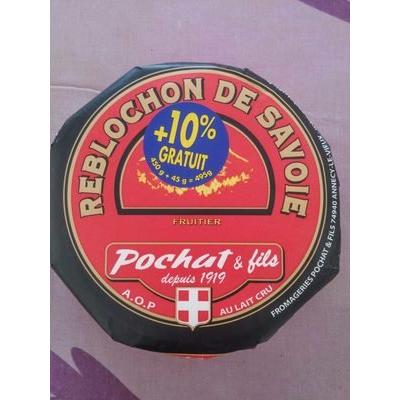 REBLOCHON DE SAVOIE
+10%
GRATUIT
450 g + 45 g = 495g
FRUITIER
Pochat & fils
depuis 1919
A.O.P
AU LAIT CRU
FROMAGERIES POCHAT & FILS 74940 ANNECY-LE-VIEUX